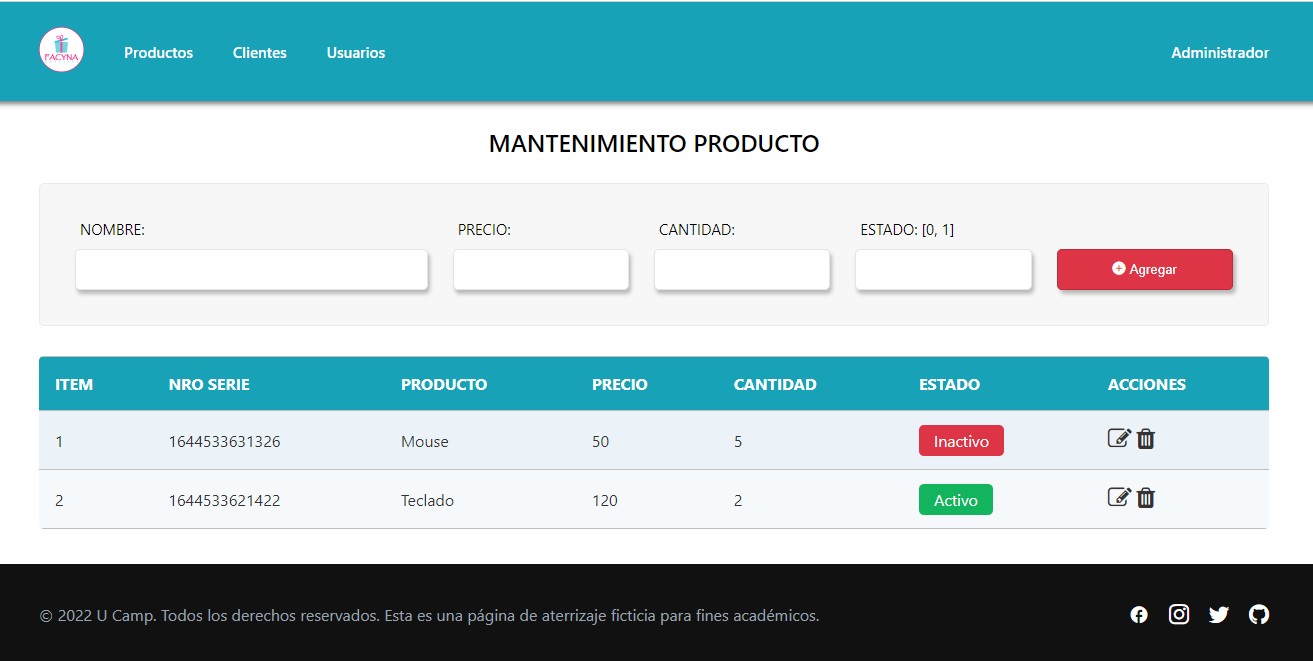 FACYNA Productos Clientes Usuarios Administrador
MANTENIMIENTO PRODUCTO
NOMBRE: PRECIO: CANTIDAD: ESTADO: [0, 1]
Agregar
ITEM NRO SERIE PRODUCTO PRECIO CANTIDAD ESTADO ACCIONES
1 1644533631326 Mouse 50 5 Inactivo
2 1644533621422 Teclado 120 2 Activo
© 2022 U Camp. Todos los derechos reservados. Esta es una página de aterrizaje ficticia para fines académicos.